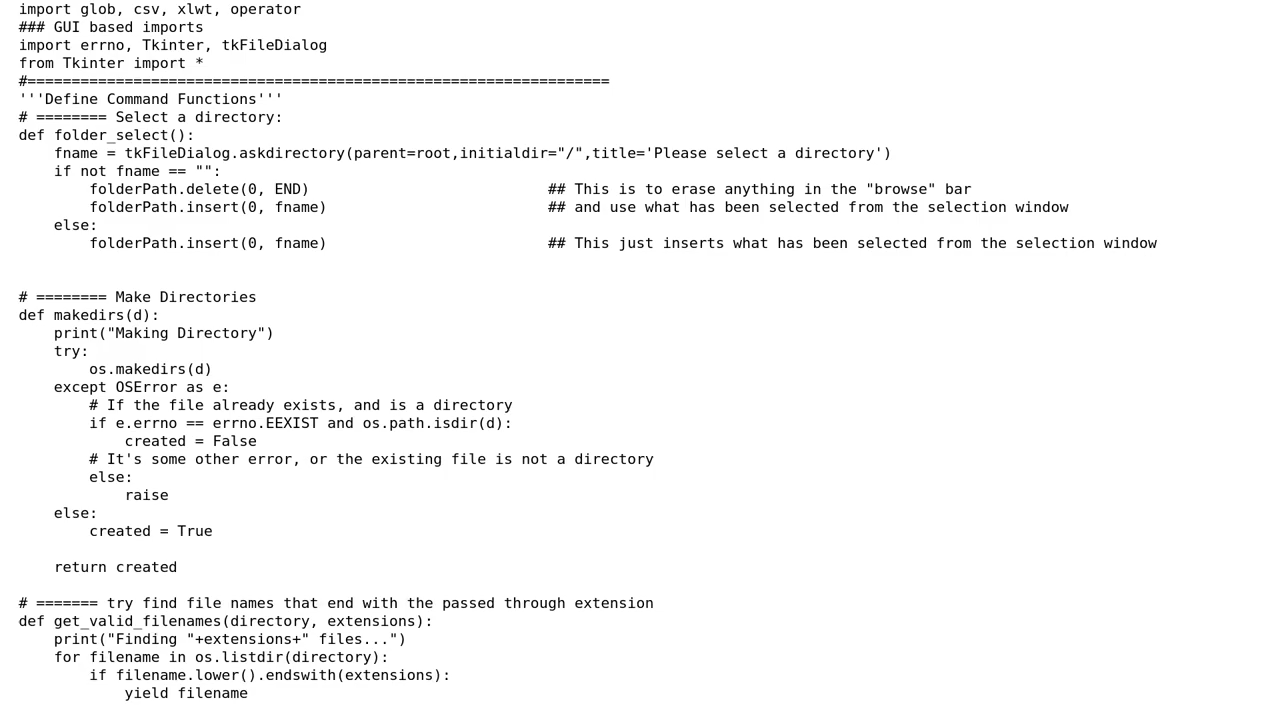 import glob, csv, xlwt, operator
### GUI based imports
import errno, Tkinter, tkFileDialog
from Tkinter import *
#==================================================================
'''Define Command Functions'''
# ======== Select a directory:
def folder_select():
    fname = tkFileDialog.askdirectory(parent=root,initialdir="/",title='Please select a directory')
    if not fname == "":
        folderPath.delete(0, END)                           ## This is to erase anything in the "browse" bar
        folderPath.insert(0, fname)                         ## and use what has been selected from the selection window
    else:
        folderPath.insert(0, fname)                         ## This just inserts what has been selected from the selection window
# ======== Make Directories
def makedirs(d):
    print("Making Directory")
    try:
        os.makedirs(d)
    except OSError as e:
        # If the file already exists, and is a directory
        if e.errno == errno.EEXIST and os.path.isdir(d):
            created = False
        # It's some other error, or the existing file is not a directory
        else:
            raise
    else:
        created = True
    return created
# ======= try find file names that end with the passed through extension
def get_valid_filenames(directory, extensions):
    print("Finding "+extensions+" files...")
    for filename in os.listdir(directory):
        if filename.lower().endswith(extensions):
            yield filename